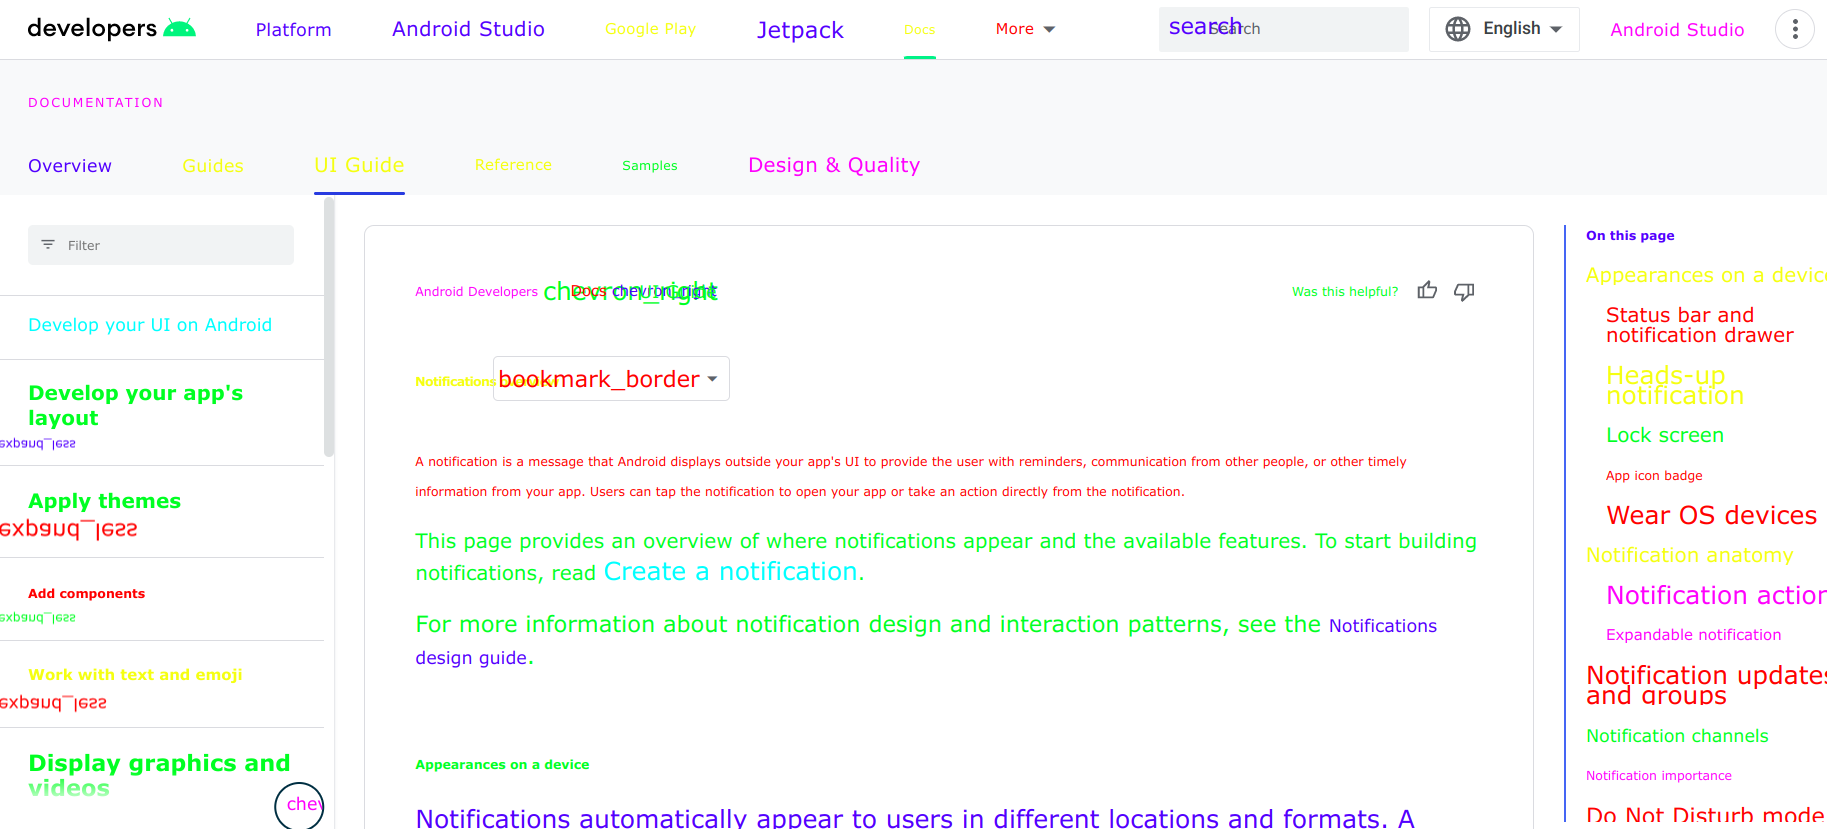 developers
Platform
Android Studio
Google Play
Jetpack
Docs
More
search
Search
English
Android Studio
DOCUMENTATION
Overview
Guides
UI Guide
Reference
Samples
Design & Quality
Filter
Develop your UI on Android
Develop your app's
layout
expand_less
Apply themes
expand_less
Add components
expand_less
Work with text and emoji
expand_less
Display graphics and
videos
chev
Android Developers
chevron_right
Docs
chevron_right
UI Guide
Was this helpful?
Notifications
bookmark_border
A notification is a message that Android displays outside your app's UI to provide the user with reminders, communication from other people, or other timely
information from your app. Users can tap the notification to open your app or take an action directly from the notification.
This page provides an overview of where notifications appear and the available features. To start building
notifications, read Create a notification.
For more information about notification design and interaction patterns, see the Notifications
design guide.
Appearances on a device
Notifications automatically appear to users in different locations and formats. A
On this page
Appearances on a device
Status bar and
notification drawer
Heads-up
notification
Lock screen
App icon badge
Wear OS devices
Notification anatomy
Notification action
Expandable notification
Notification updates
and groups
Notification channels
Notification importance
Do Not Disturb mode